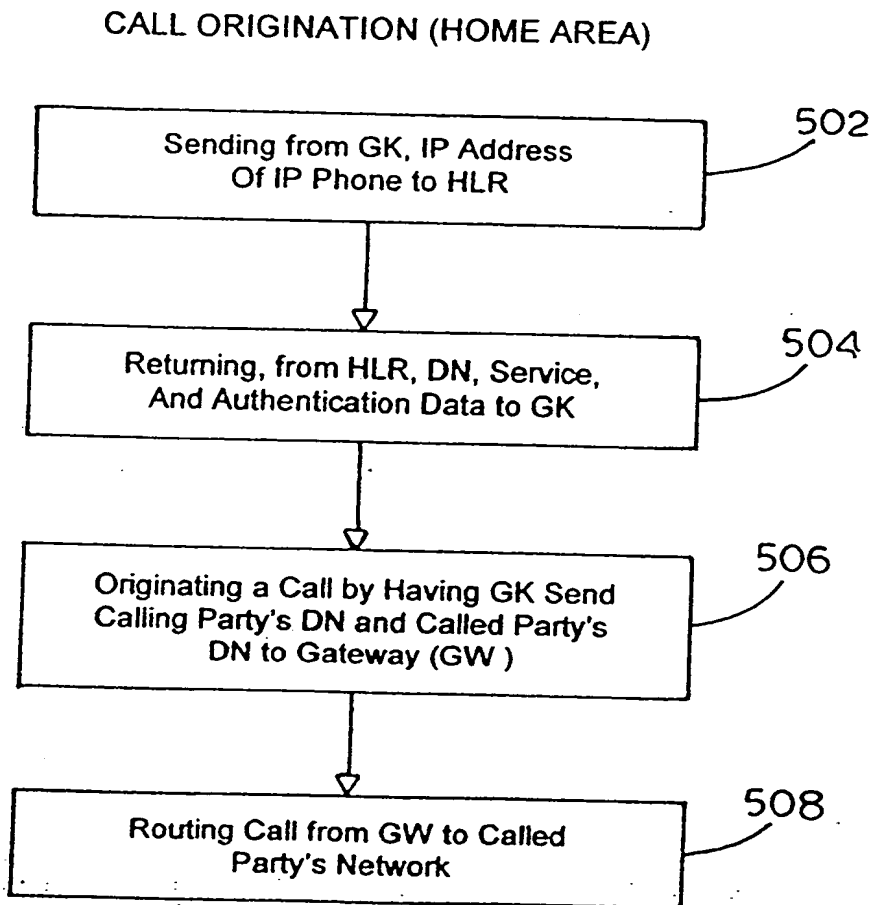 CALL ORIGINATION (HOME AREA)
502
Sending from GK, IP Address
Of IP Phone to HLR
504
Returning, from HLR, DN, Service,
And Authentication Data to GK
506
Originating a Call by Having GK Send
Calling Party's DN and Called Party's
DN to Gateway (GW )
508
Routing Call from GW to Called
Party's Network